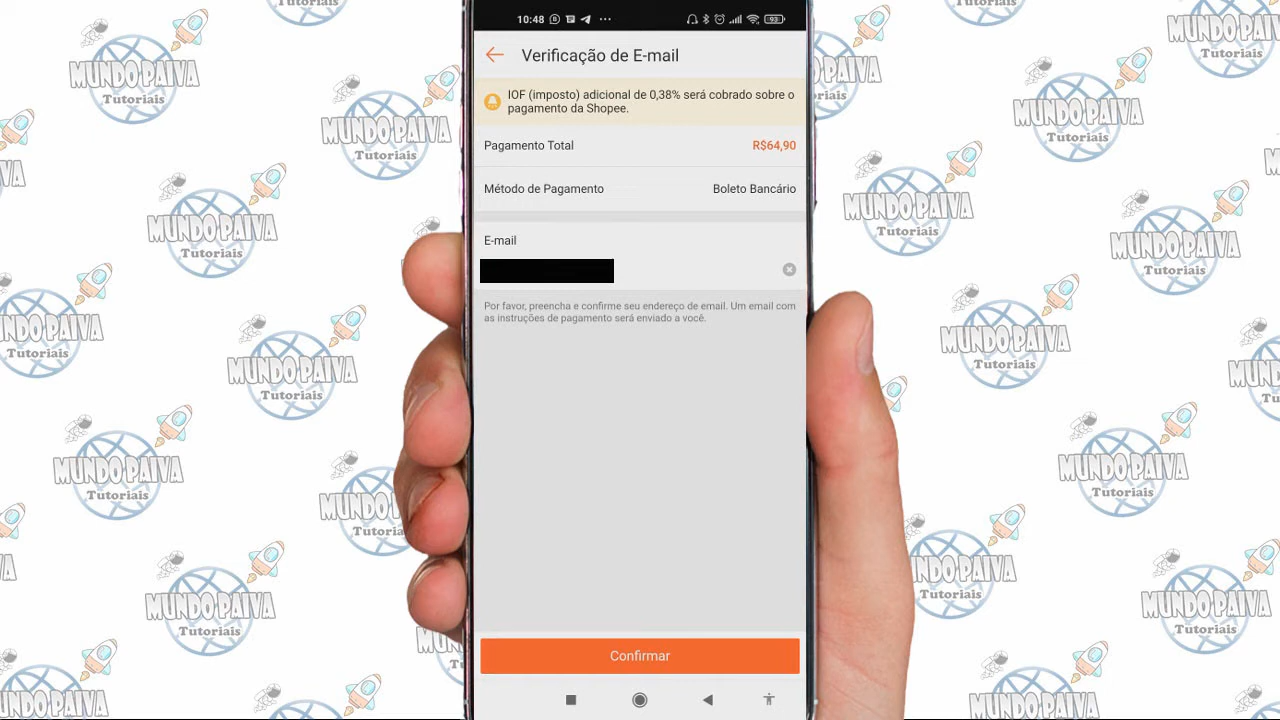 10:48
93
Verificação de E-mail
IOF (imposto) adicional de 0,38% será cobrado sobre o
pagamento da Shopee.
Pagamento Total
R$64,90
Método de Pagamento
Boleto Bancário
E-mail
Por favor, preencha e confirme seu endereço de email. Um email com
as instruções de pagamento será enviado a você.
Confirmar
MUNDO PAIVA
Tutoriais